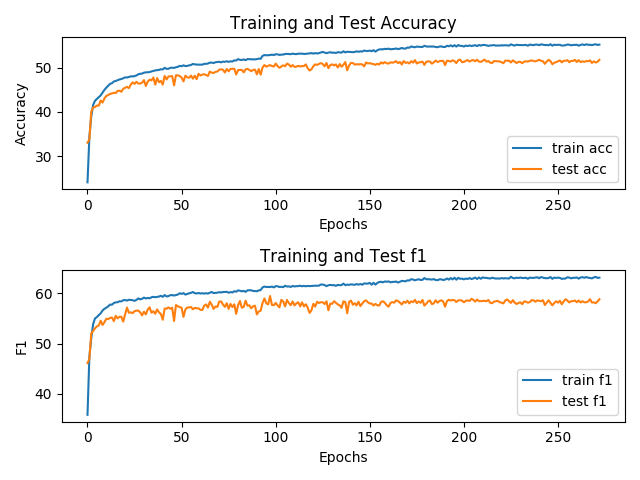 Training and Test Accuracy
50
40
30
Accuracy
train acc
test acc
0 50 100 150 200 250
Epochs
Training and Test f1
60
50
40
F1
train f1
test f1
0 50 100 150 200 250
Epochs